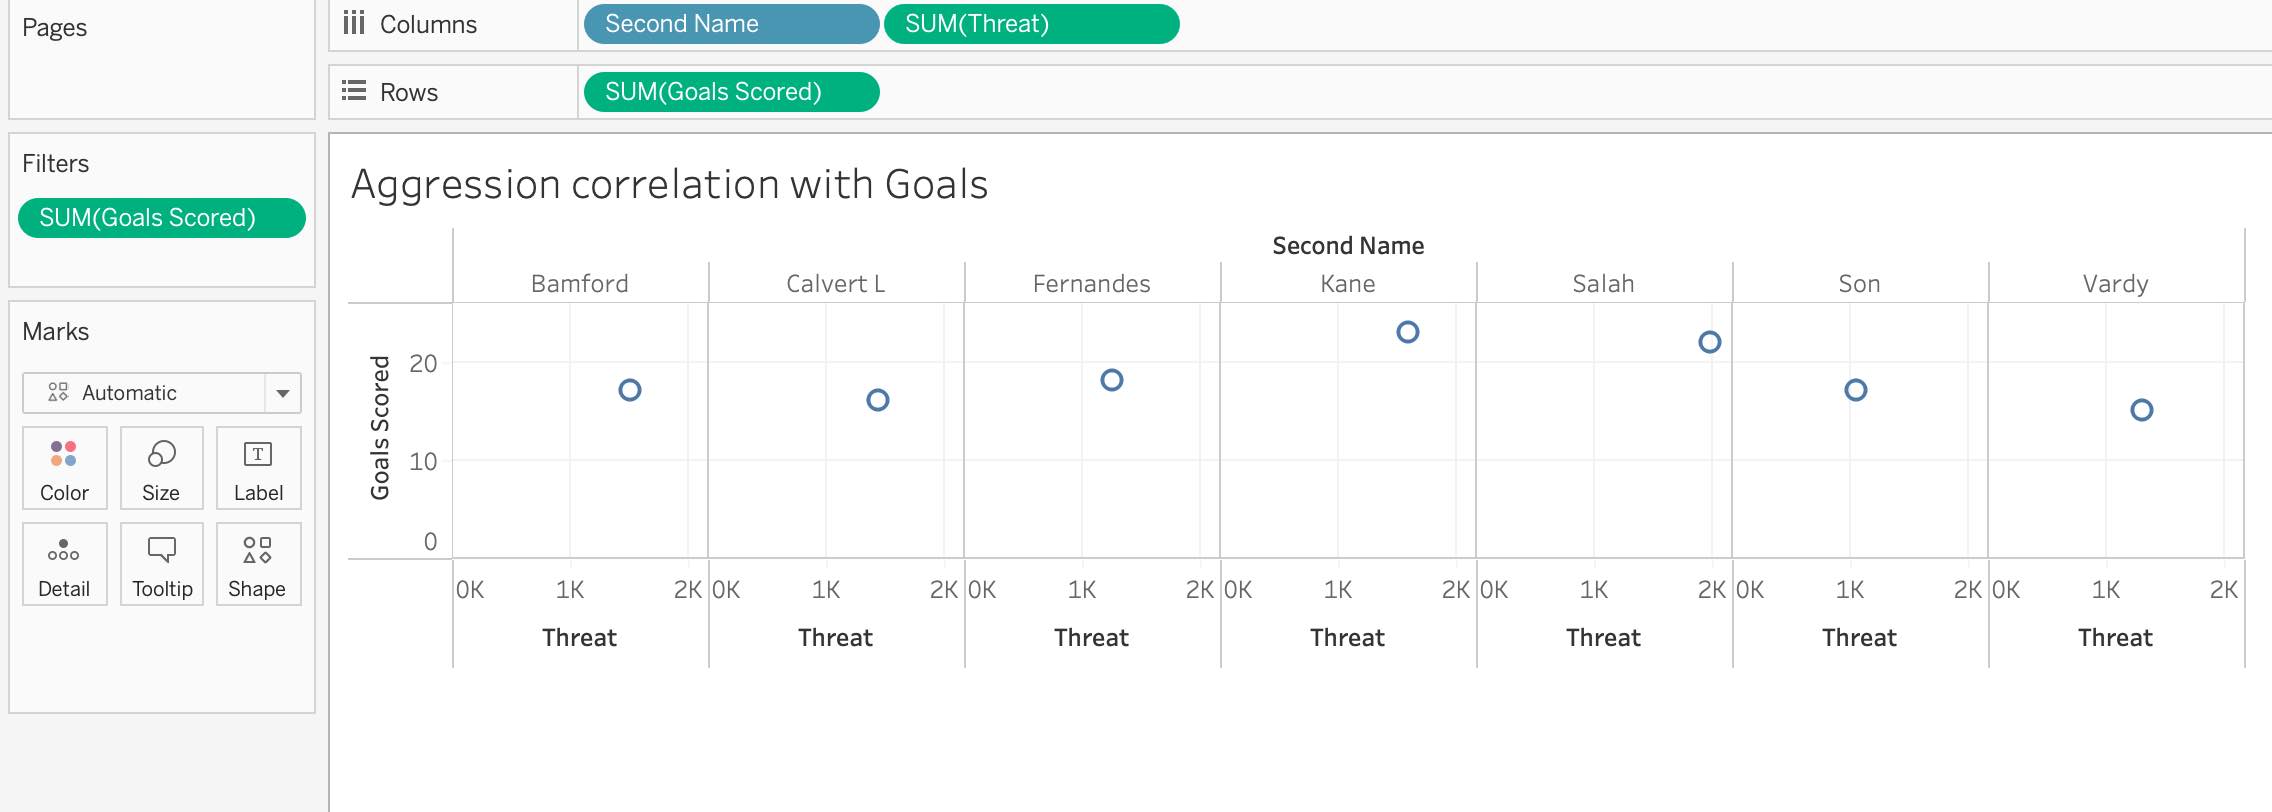 Pages
Columns
Second Name
SUM(Threat)
Rows
SUM(Goals Scored)
Filters
SUM(Goals Scored)
Marks
Automatic
Color
Size
T
Label
Detail
Tooltip
Shape
Aggression correlation with Goals
Second Name
Bamford Calvert L Fernandes Kane Salah Son Vardy
Goals Scored
20
10
0
0K 1K 2K 0K 1K 2K 0K 1K 2K 0K 1K 2K 0K 1K 2K 0K 1K 2K 0K 1K 2K
Threat Threat Threat Threat Threat Threat Threat